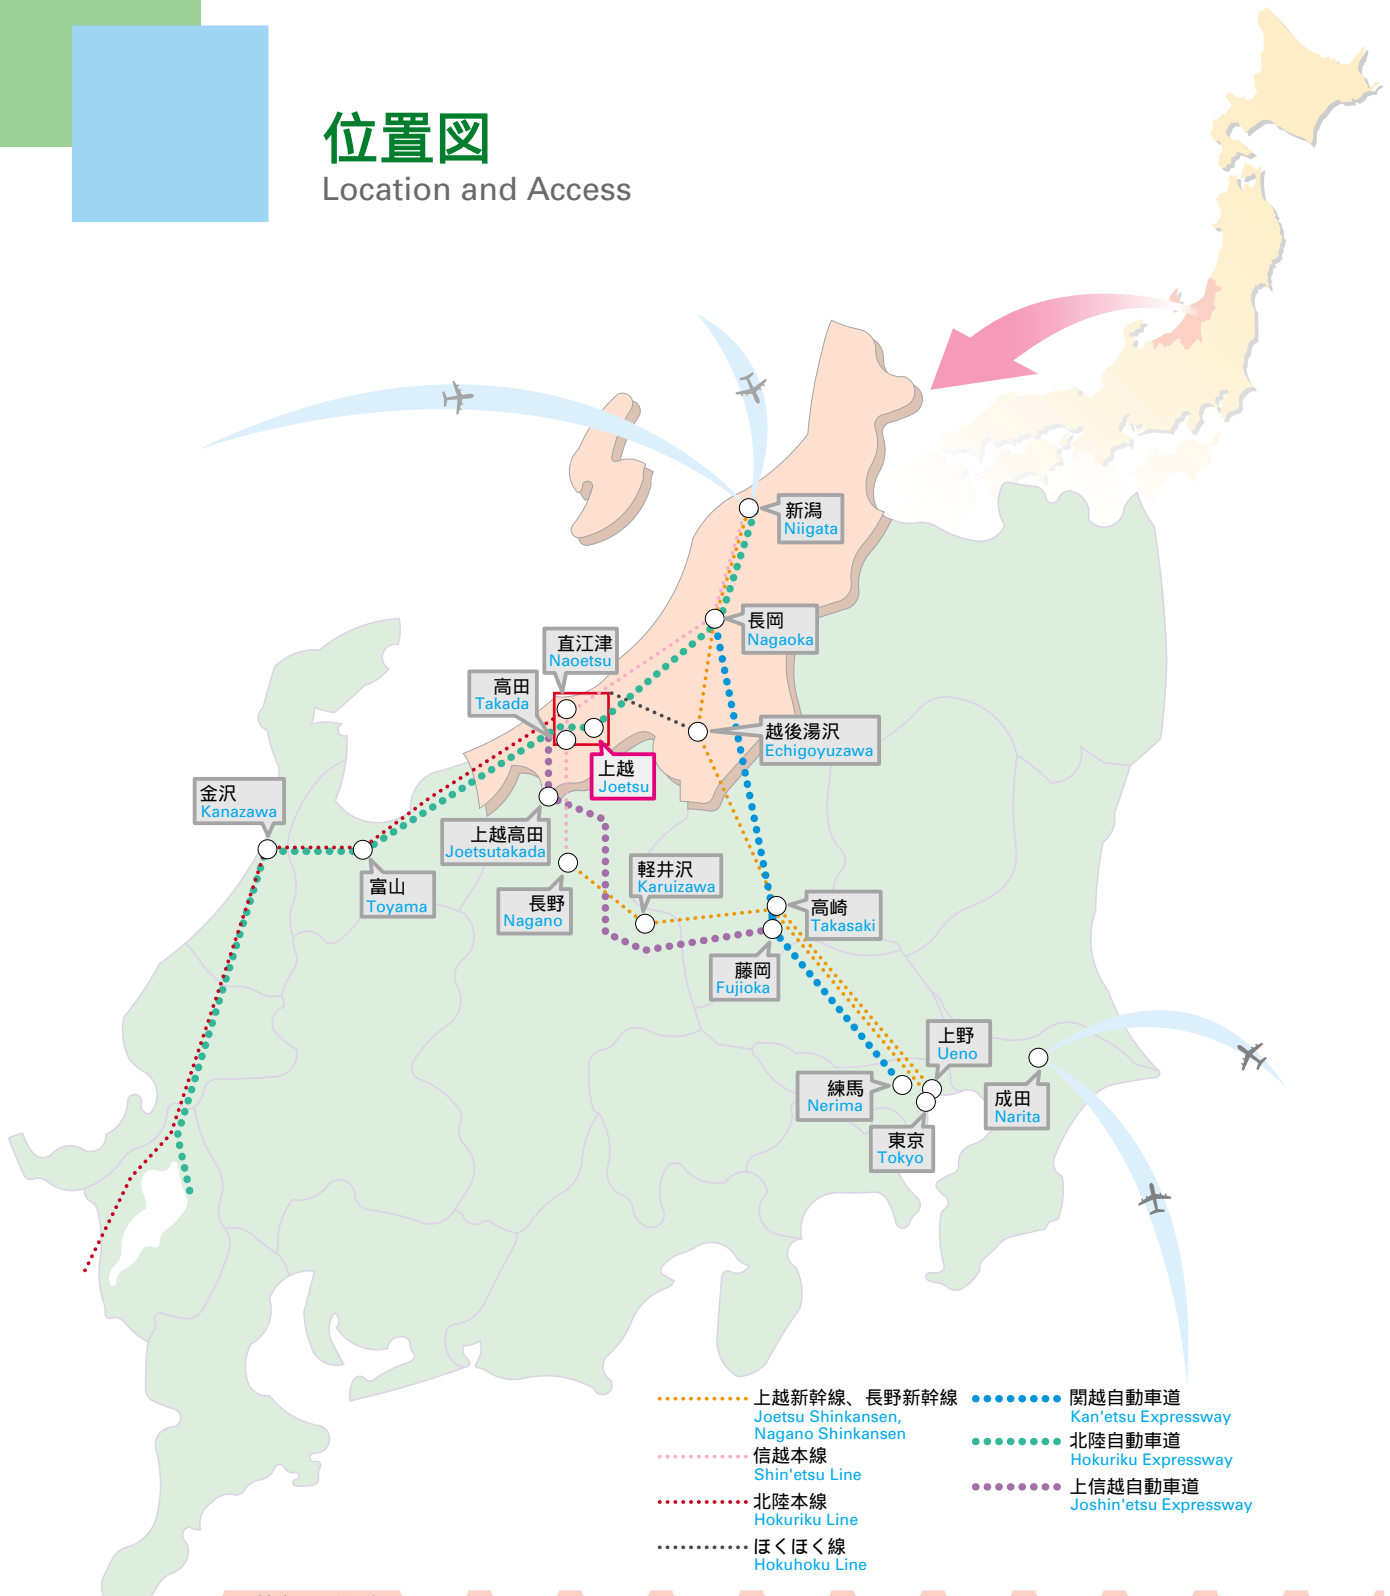 位置図
Location and Access
新潟
Niigata
長岡
Nagaoka
直江津
Naoetsu
高田
Takada
越後湯沢
Echigoyuzawa
上越
Joetsu
金沢
Kanazawa
上越高田
Joetsutakada
軽井沢
Karuizawa
富山
Toyama
長野
Nagano
高崎
Takasaki
藤岡
Fujioka
上野
Ueno
練馬
Nerima
成田
Narita
東京
Tokyo
上越新幹線、長野新幹線
Joetsu Shinkansen,
Nagano Shinkansen
信越本線
Shin'etsu Line
北陸本線
Hokuriku Line
ほくほく線
Hokuhoku Line
関越自動車道
Kan'etsu Expressway
北陸自動車道
Hokuriku Expressway
上信越自動車道
Joshin'etsu Expressway